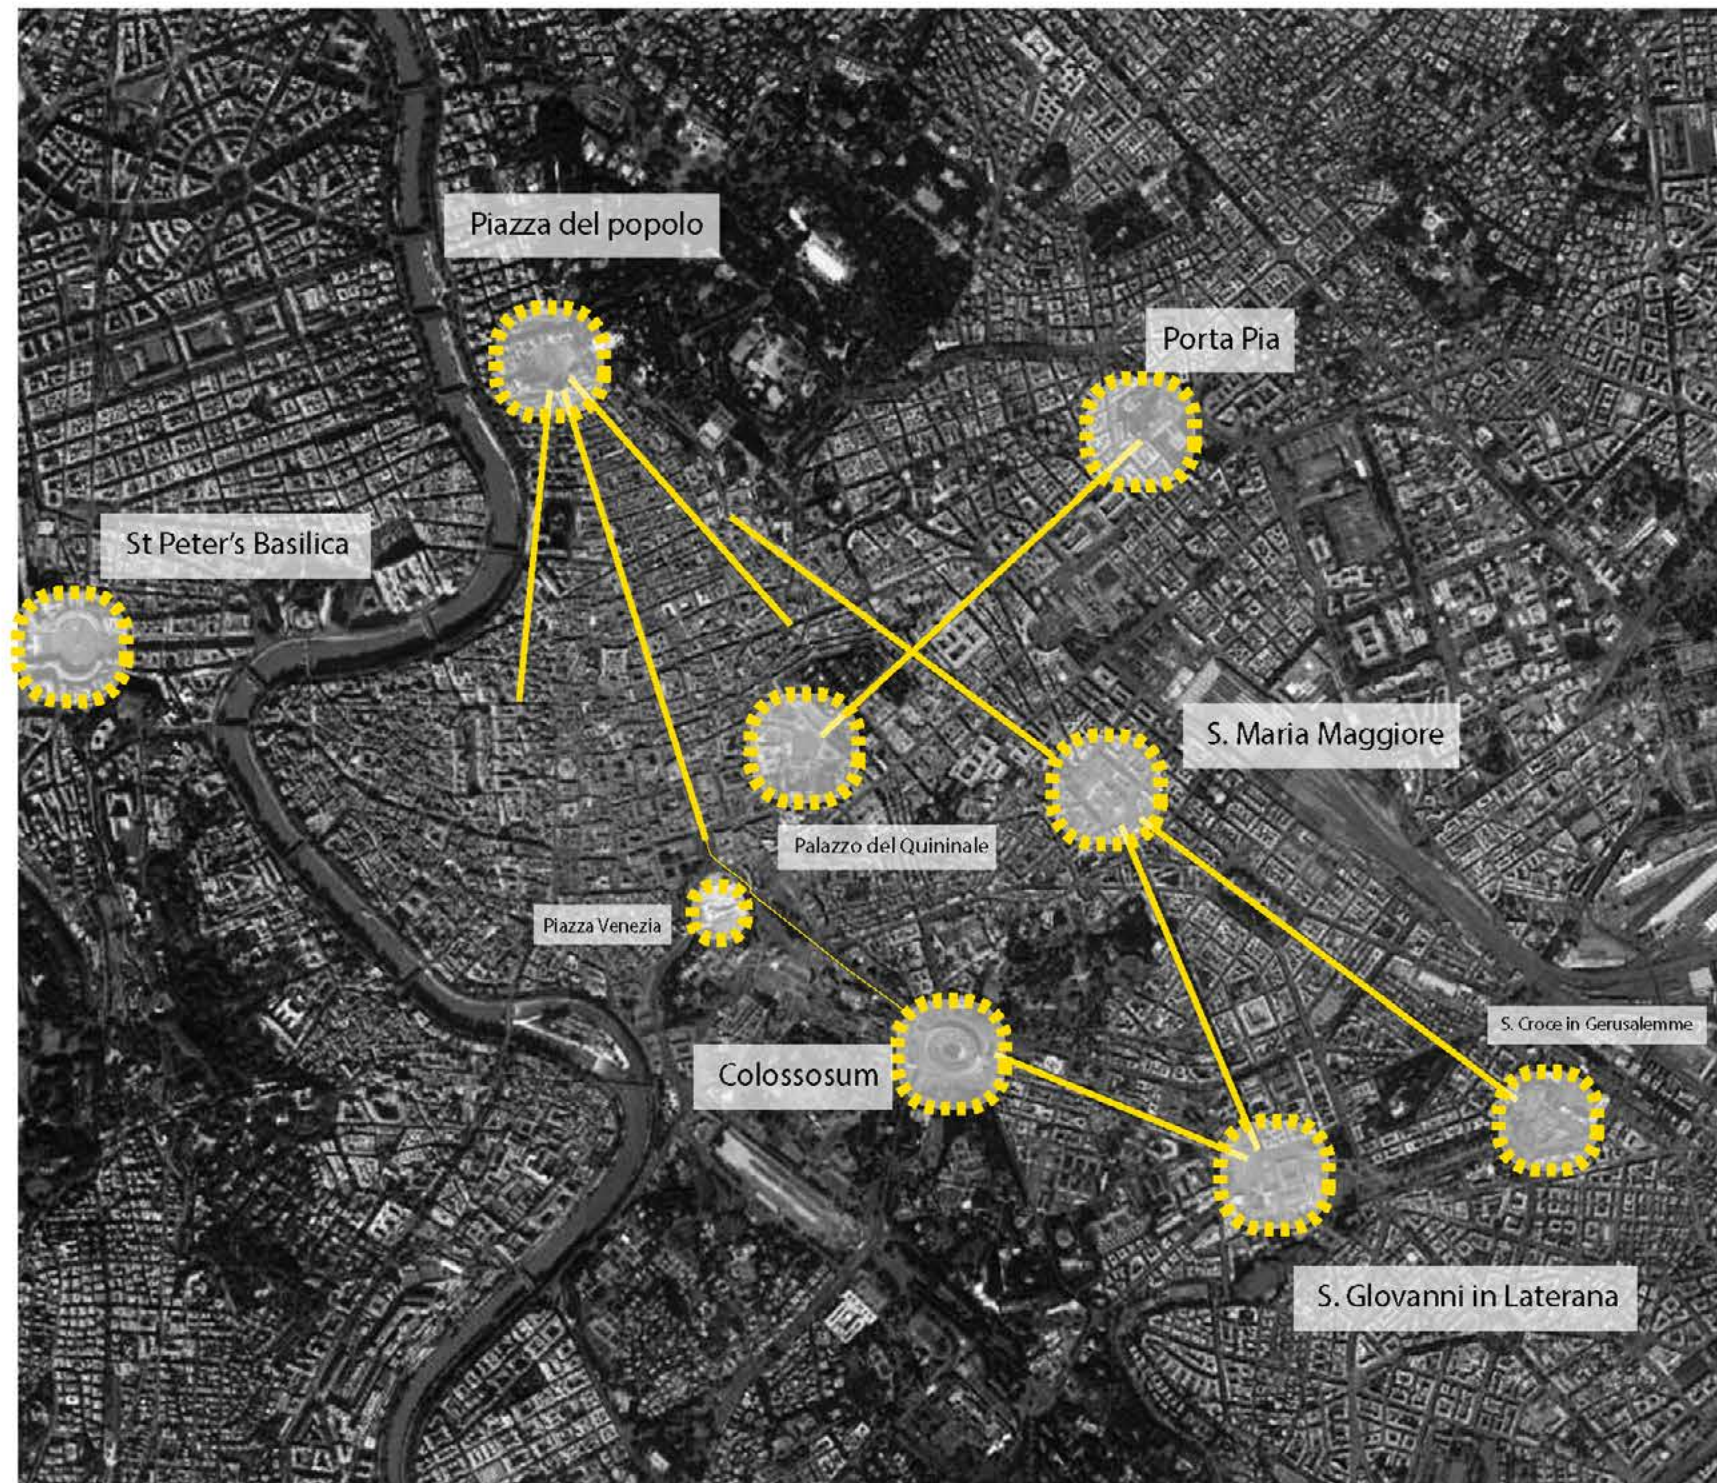 Piazza del popolo
Porta Pia
St Peter's Basilica
S. Maria Maggiore
Palazzo del Quininale
Piazza Venezia
S. Croce in Gerusalemme
Colossosum
S. Glovanni in Laterana